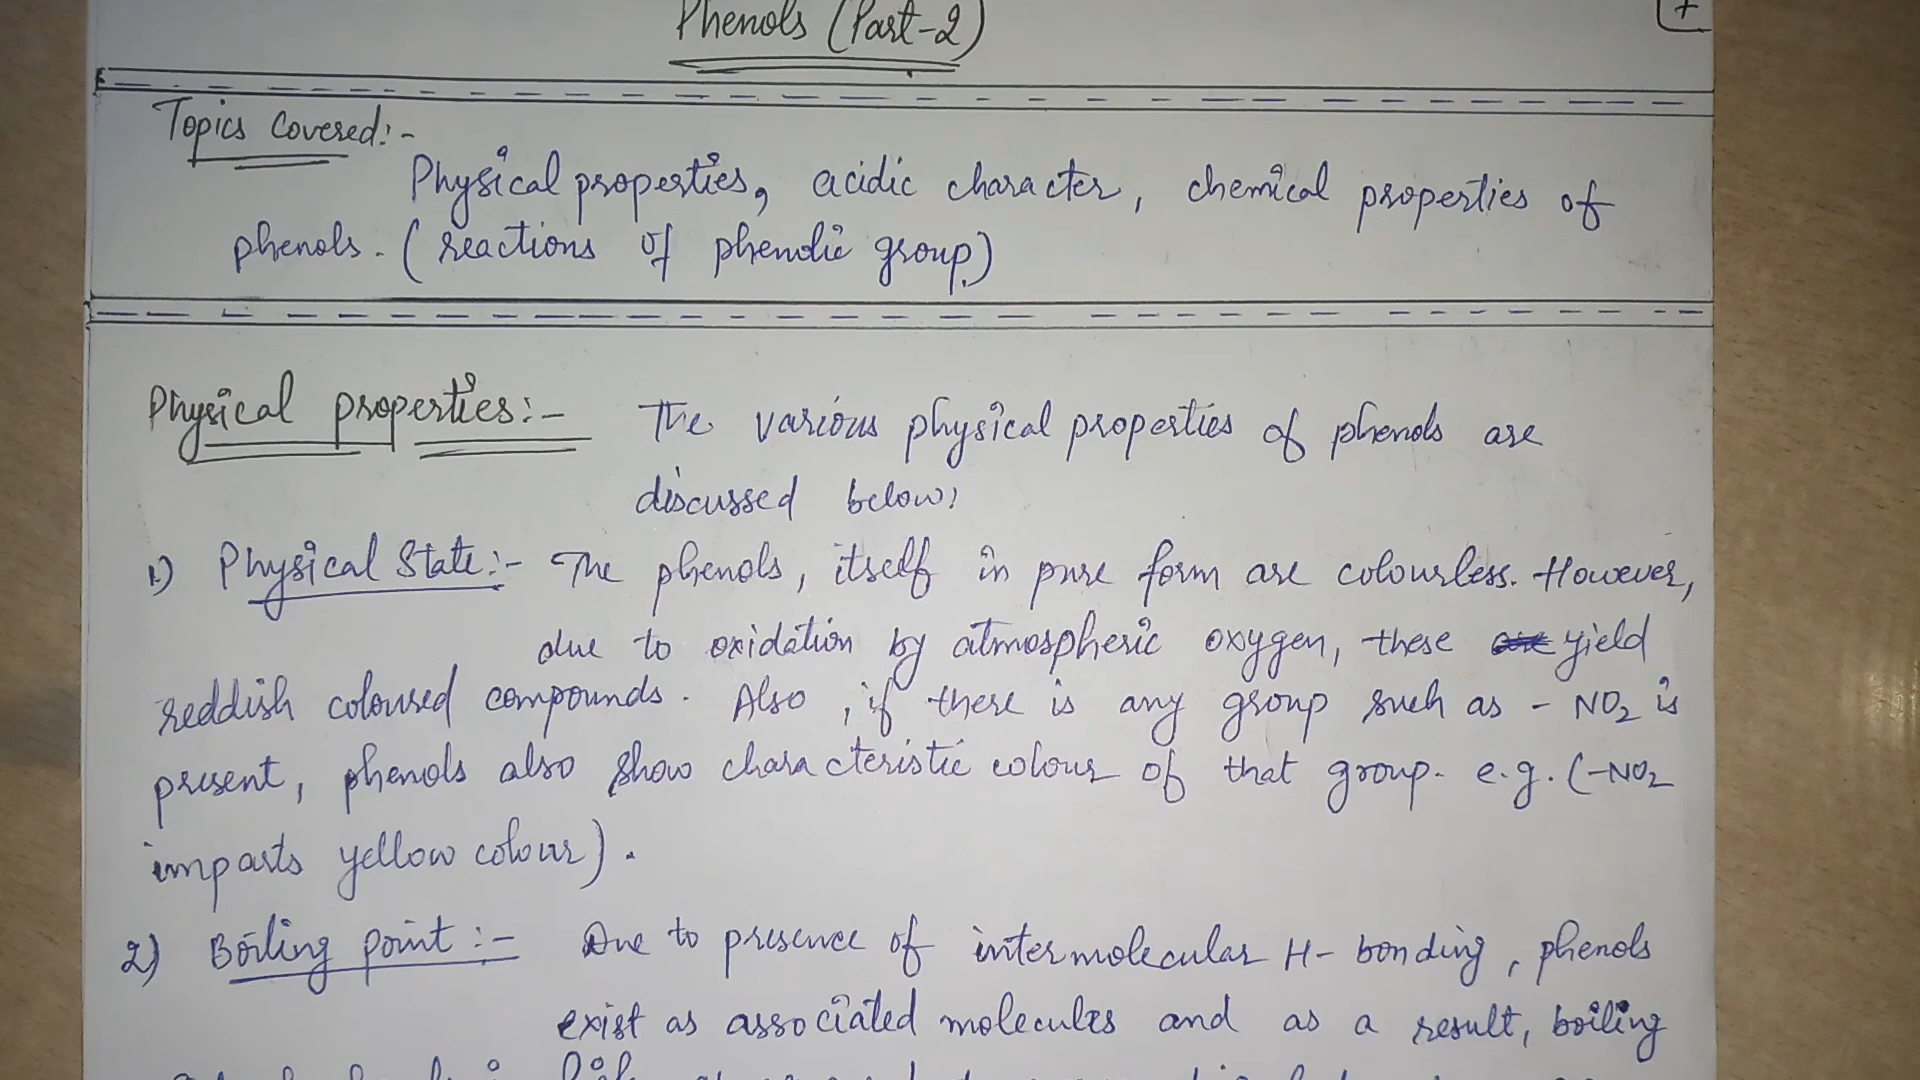 Phenols (Part-2)
Topics Covered:-
Physical properties, acidic character, chemical properties of
phenols. (reactions of phenolic group.)
Physical properties:- The various physical properties of phenols are
discussed below:
1) Physical State:- The phenols, itself in pure form are colourless. However,
due to oxidation by atmospheric oxygen, these yield
reddish coloured compounds. Also, if there is any group such as -NO2 is
present, phenols also show characteristic colour of that group. e.g. (-NO2
imparts yellow colour).
2) Boiling point:- Due to presence of intermolecular H-bonding, phenols
exist as associated molecules and as a result, boiling